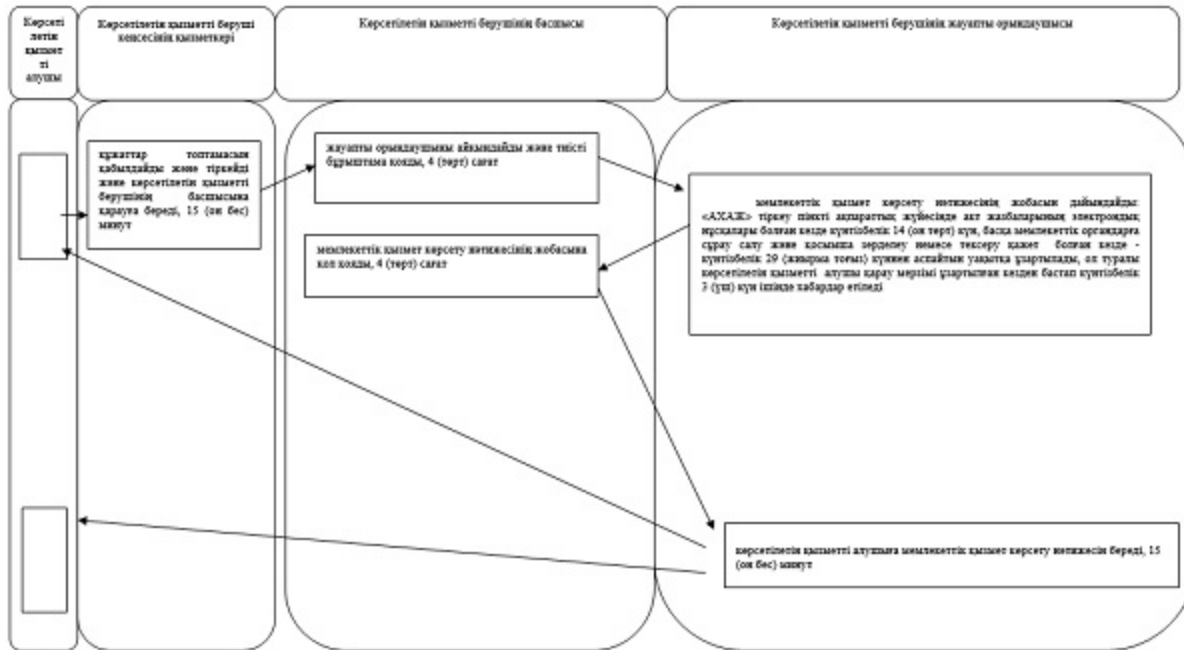 Көрсеті
летін
қызмет
ті
алушы
Көрсетілетін қызметті беруші
кеңсесінің қызметкері
Көрсетілетін қызметті берушінің басшысы
Көрсетілетін қызметті берушінің жауапты орындаушысы
құжаттар топтамасын
қабылдайды және тіркейді
және көрсетілетін қызметті
берушінің басшысына
қарауға береді, 15 (он бес)
минут
жауапты орындаушыны айқындайды және тиісті
бұрыштама қояды, 4 (төрт) сағат
мемлекеттік қызмет көрсету нәтижесінің жобасына
қол қояды, 4 (төрт) сағат
мемлекеттік қызмет көрсету нәтижесінің жобасын дайындайды:
«АХАЖ» тіркеу пункті ақпараттық жүйесінде акт жазбаларының электрондық
нұсқалары болған кезде күнтізбелік 14 (он төрт) күн, басқа мемлекеттік органдарға
сұрау салу және қосымша зерделеу немесе тексеру қажет болған кезде -
күнтізбелік 29 (жиырма тоғыз) күннен аспайтын уақытқа ұзартылады, ол туралы
көрсетілетін қызметті алушы қарау мерзімі ұзартылған кезден бастап күнтізбелік
3 (үш) күн ішінде хабардар етіледі
көрсетілетін қызметті алушыға мемлекеттік қызмет көрсету нәтижесін береді, 15
(он бес) минут